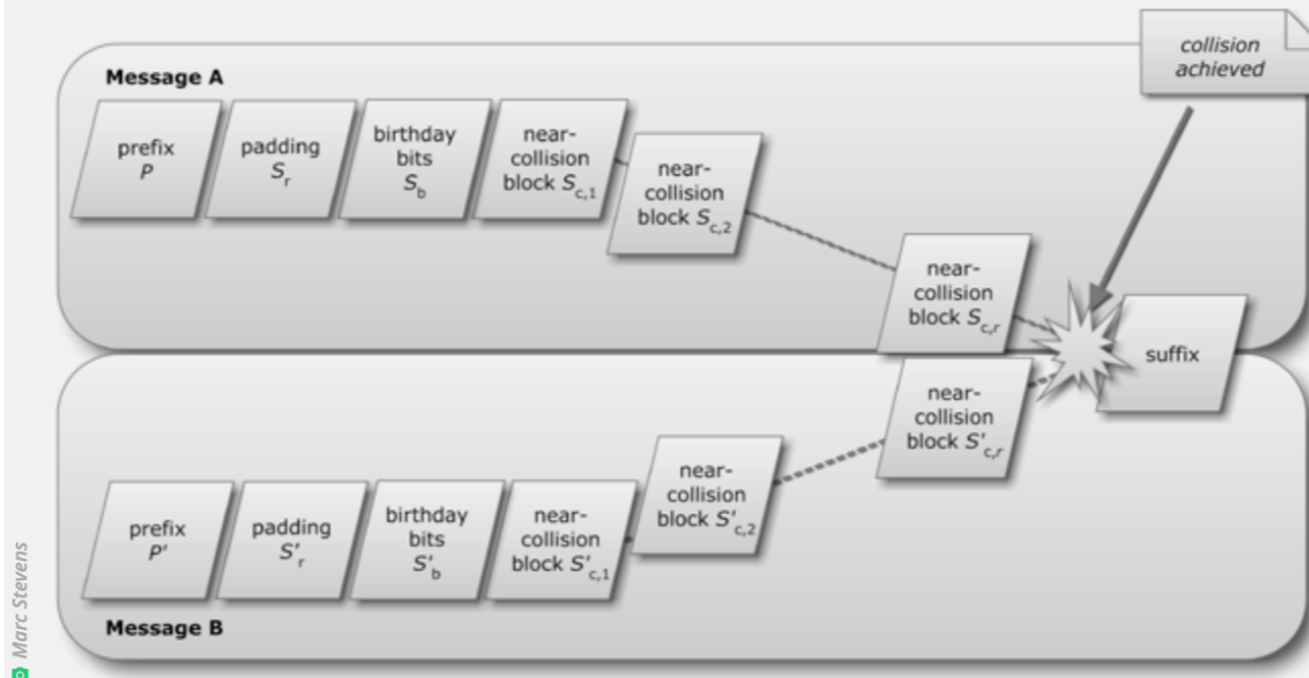 collision
achieved
Message A
prefix
P
padding
Sr
birthday
bits
Sb
near-
collision
block Sc,1
near-
collision
block Sc,2
near-
collision
block Sc,r
suffix
near-
collision
block S'c,r
near-
collision
block S'c,2
prefix
P'
padding
S'r
birthday
bits
S'b
near-
collision
block S'c,1
Message B
Marc Stevens